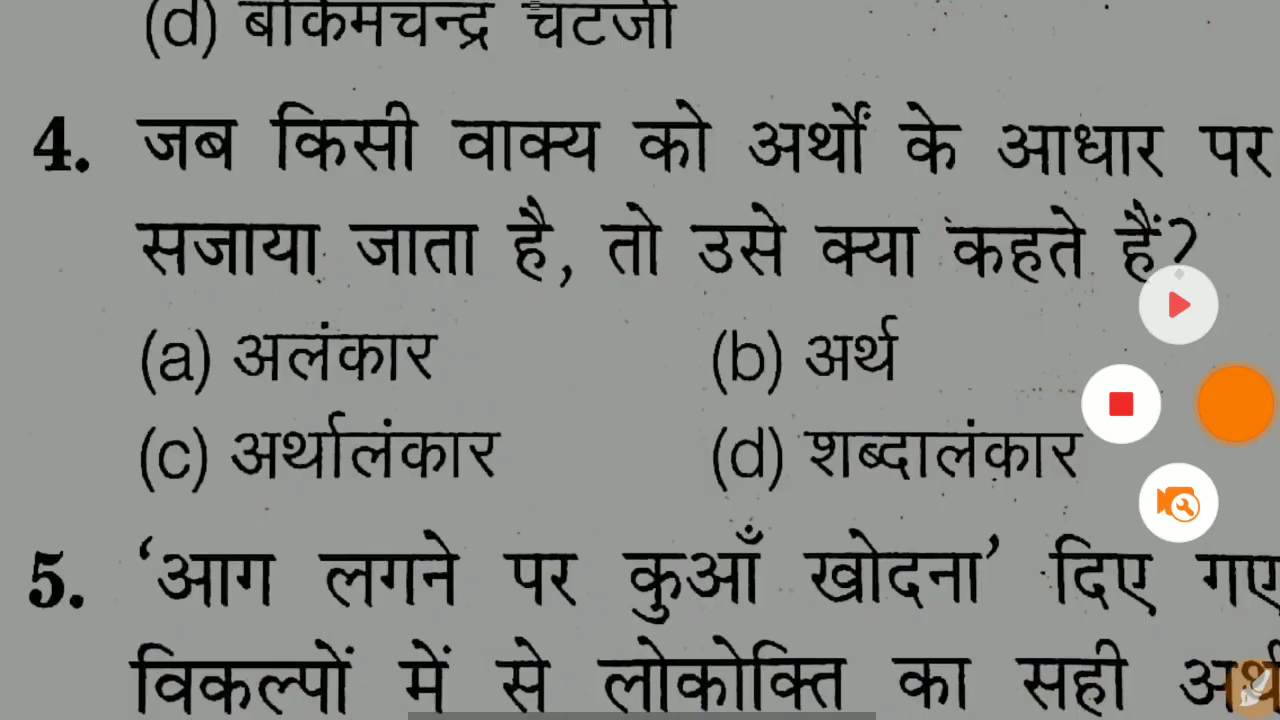 (d) बंकिमचन्द्र चटर्जी
4. जब किसी वाक्य को अर्थों के आधार पर
सजाया जाता है, तो उसे क्या कहते हैं?
(a) अलंकार (b) अर्थ
(c) अर्थालंकार (d) शब्दालंकार
5. ‘आग लगने पर कुआँ खोदना’ दिए गए
विकल्पों में से लोकोक्ति का सही अर्थ